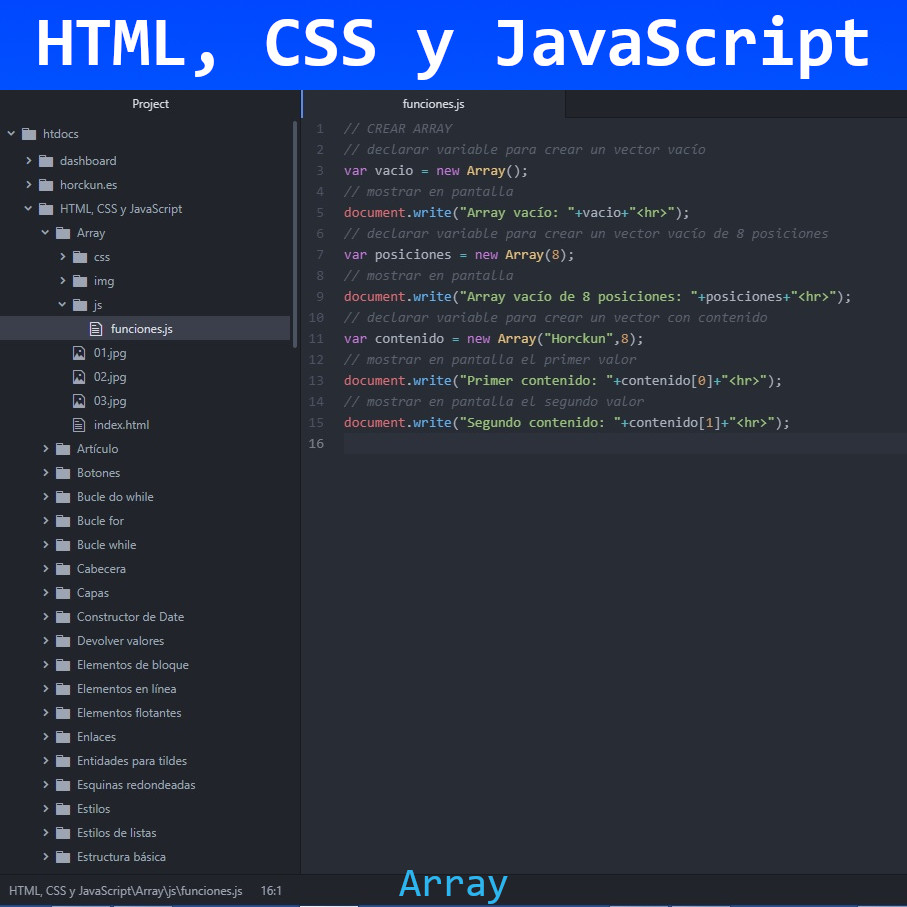 HTML, CSS y JavaScript
Project
htdocs
dashboard
horckun.es
HTML, CSS y JavaScript
Array
css
img
js
funciones.js
01.jpg
02.jpg
03.jpg
index.html
Artículo
Botones
Bucle do while
Bucle for
Bucle while
Cabecera
Capas
Constructor de Date
Devolver valores
Elementos de bloque
Elementos en línea
Elementos flotantes
Enlaces
Entidades para tildes
Esquinas redondeadas
Estilos
Estilos de listas
Estructura básica
funciones.js
1 // CREAR ARRAY
2 // declarar variable para crear un vector vacío
3 var vacio = new Array();
4 // mostrar en pantalla
5 document.write("Array vacío: "+vacio+"<hr>");
6 // declarar variable para crear un vector vacío de 8 posiciones
7 var posiciones = new Array(8);
8 // mostrar en pantalla
9 document.write("Array vacío de 8 posiciones: "+posiciones+"<hr>");
10 // declarar variable para crear un vector con contenido
11 var contenido = new Array("Horckun",8);
12 // mostrar en pantalla el primer valor
13 document.write("Primer contenido: "+contenido[0]+"<hr>");
14 // mostrar en pantalla el segundo valor
15 document.write("Segundo contenido: "+contenido[1]+"<hr>");
16
HTML, CSS y JavaScript\Array\js\funciones.js 16:1
Array